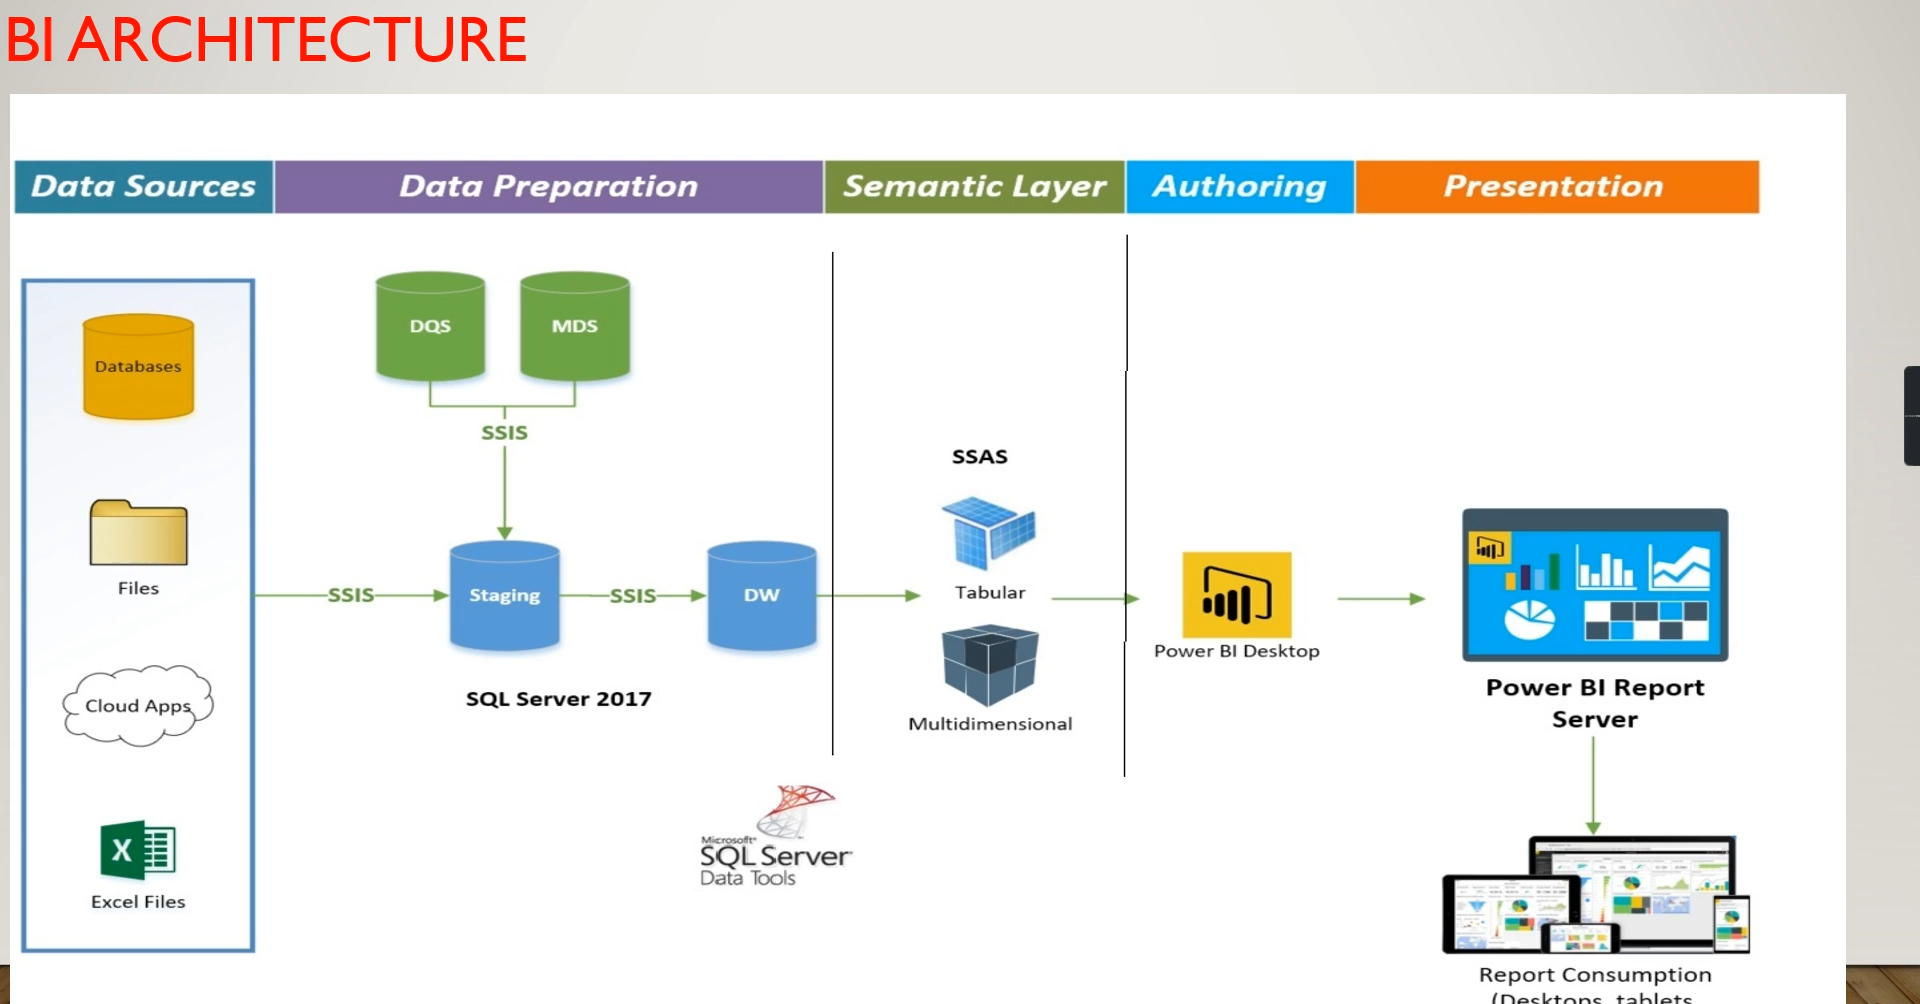 BI ARCHITECTURE
Data Sources
Data Preparation
Semantic Layer
Authoring
Presentation
Databases
Files
Cloud Apps
X
Excel Files
DQS
MDS
SSIS
SSIS
Staging
SSIS
DW
SQL Server 2017
Microsoft
SQL Server
Data Tools
SSAS
Tabular
Multidimensional
Power BI Desktop
Power BI Report
Server
Report Consumption
(Desktops, tablets